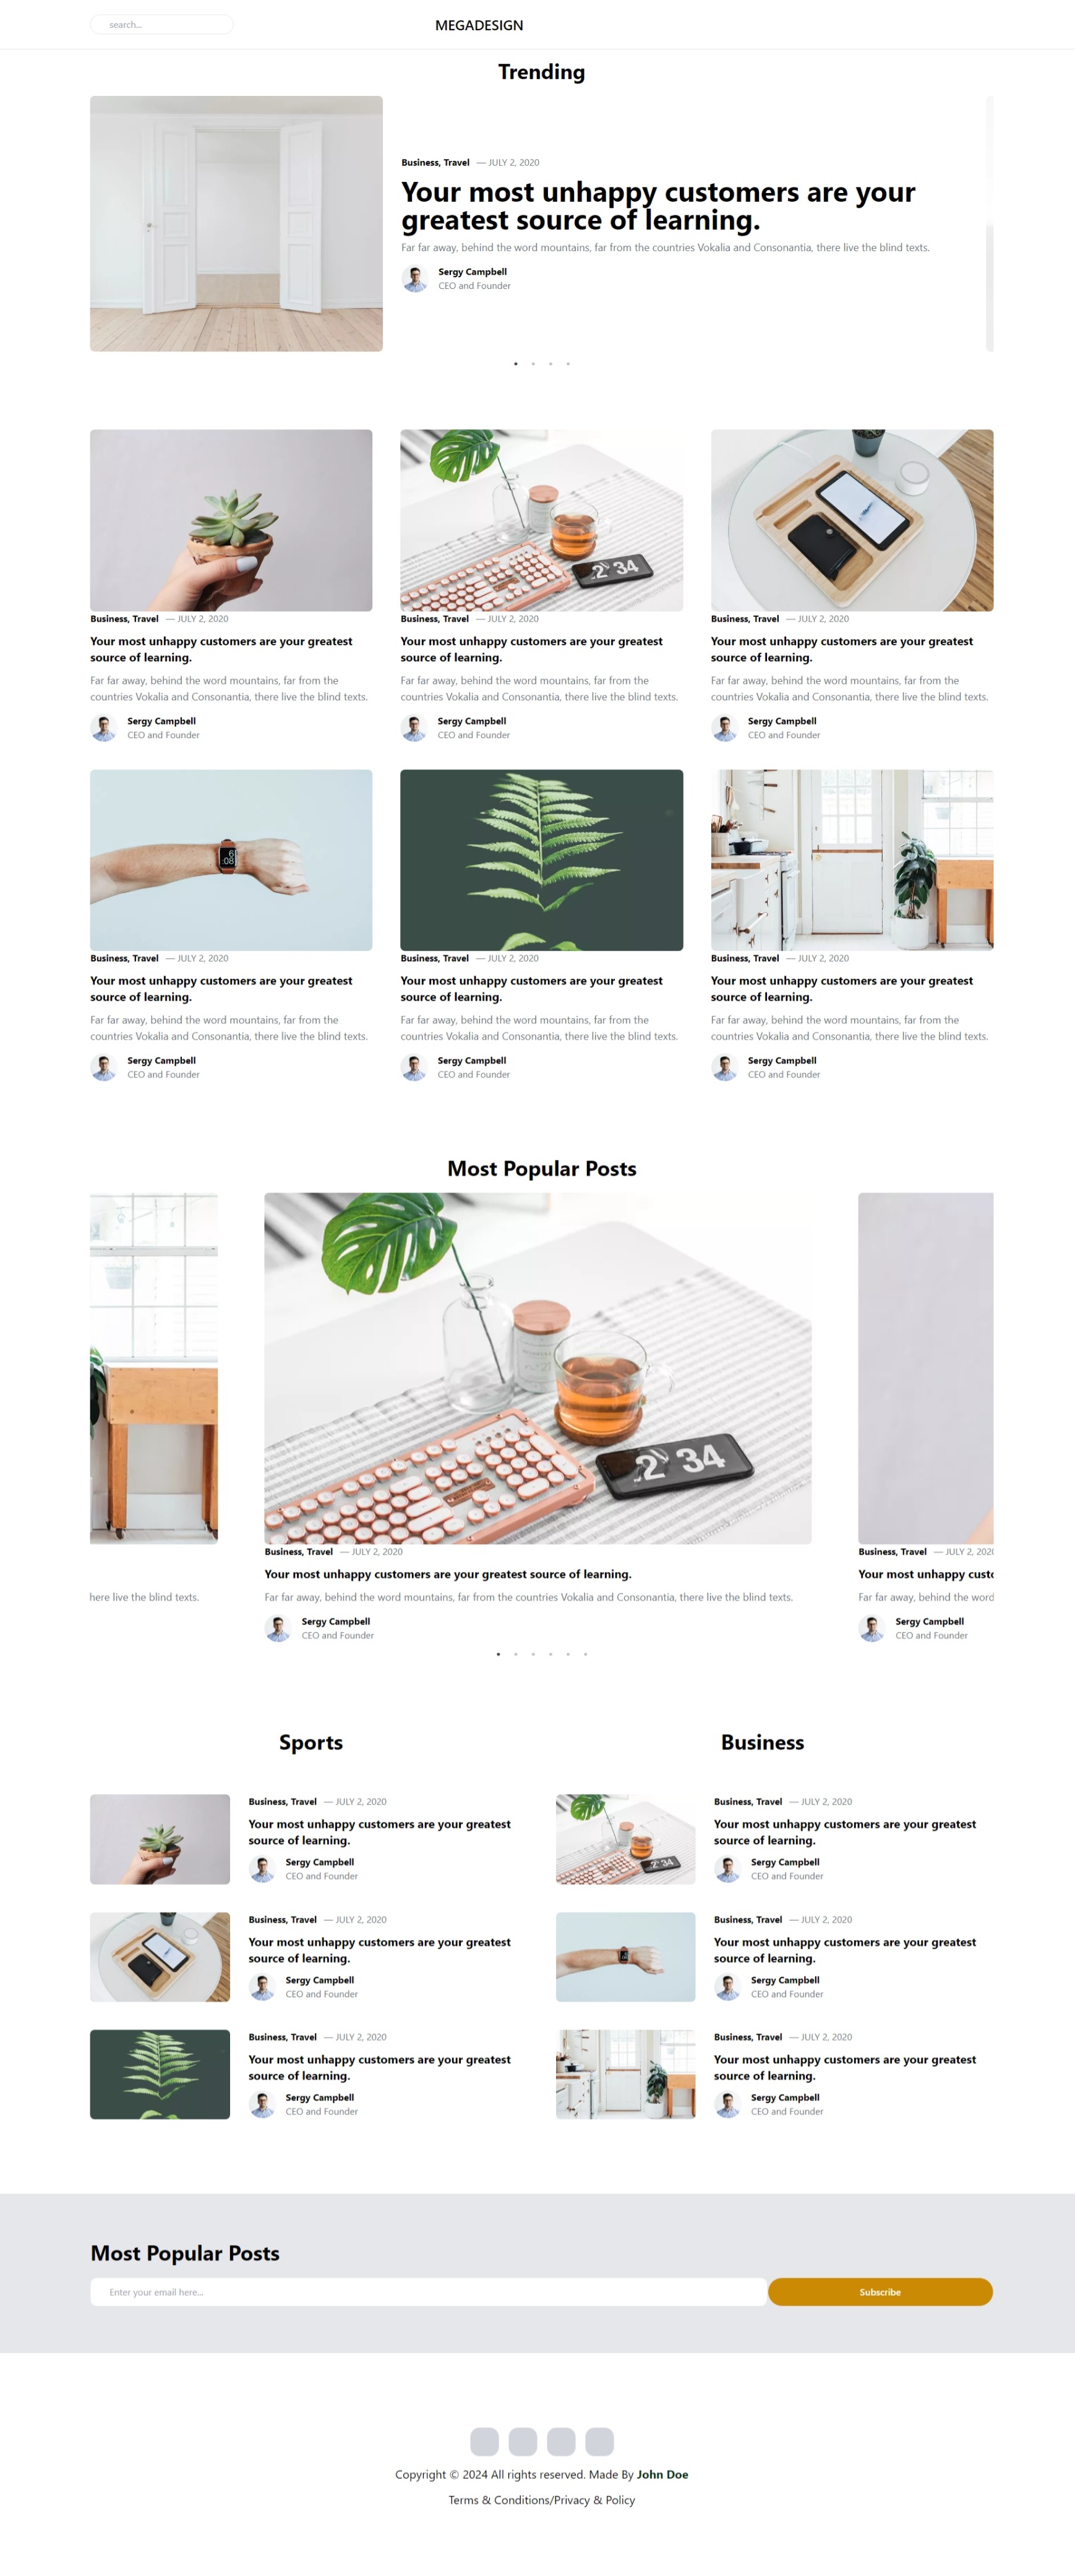 search...
MEGADESIGN
Trending
Business, Travel — JULY 2, 2020
Your most unhappy customers are your
greatest source of learning.
Far far away, behind the word mountains, far from the countries Vokalia and Consonantia, there live the blind texts.
Sergy Campbell
CEO and Founder
Business, Travel — JULY 2, 2020
Your most unhappy customers are your greatest
source of learning.
Far far away, behind the word mountains, far from the
countries Vokalia and Consonantia, there live the blind texts.
Sergy Campbell
CEO and Founder
2 34
Business, Travel — JULY 2, 2020
Your most unhappy customers are your greatest
source of learning.
Far far away, behind the word mountains, far from the
countries Vokalia and Consonantia, there live the blind texts.
Sergy Campbell
CEO and Founder
Business, Travel — JULY 2, 2020
Your most unhappy customers are your greatest
source of learning.
Far far away, behind the word mountains, far from the
countries Vokalia and Consonantia, there live the blind texts.
Sergy Campbell
CEO and Founder
Business, Travel — JULY 2, 2020
Your most unhappy customers are your greatest
source of learning.
Far far away, behind the word mountains, far from the
countries Vokalia and Consonantia, there live the blind texts.
Sergy Campbell
CEO and Founder
Business, Travel — JULY 2, 2020
Your most unhappy customers are your greatest
source of learning.
Far far away, behind the word mountains, far from the
countries Vokalia and Consonantia, there live the blind texts.
Sergy Campbell
CEO and Founder
Business, Travel — JULY 2, 2020
Your most unhappy customers are your greatest
source of learning.
Far far away, behind the word mountains, far from the
countries Vokalia and Consonantia, there live the blind texts.
Sergy Campbell
CEO and Founder
Most Popular Posts
here live the blind texts.
2 34
Business, Travel — JULY 2, 2020
Your most unhappy customers are your greatest source of learning.
Far far away, behind the word mountains, far from the countries Vokalia and Consonantia, there live the blind texts.
Sergy Campbell
CEO and Founder
Business, Travel — JULY 2, 2020
Your most unhappy custo
Far far away, behind the word
Sergy Campbell
CEO and Founder
Sports
Business, Travel — JULY 2, 2020
Your most unhappy customers are your greatest
source of learning.
Sergy Campbell
CEO and Founder
Business, Travel — JULY 2, 2020
Your most unhappy customers are your greatest
source of learning.
Sergy Campbell
CEO and Founder
Business, Travel — JULY 2, 2020
Your most unhappy customers are your greatest
source of learning.
Sergy Campbell
CEO and Founder
Business
2 34
Business, Travel — JULY 2, 2020
Your most unhappy customers are your greatest
source of learning.
Sergy Campbell
CEO and Founder
Business, Travel — JULY 2, 2020
Your most unhappy customers are your greatest
source of learning.
Sergy Campbell
CEO and Founder
Business, Travel — JULY 2, 2020
Your most unhappy customers are your greatest
source of learning.
Sergy Campbell
CEO and Founder
Most Popular Posts
Enter your email here...
Subscribe
Copyright © 2024 All rights reserved. Made By John Doe
Terms & Conditions/Privacy & Policy